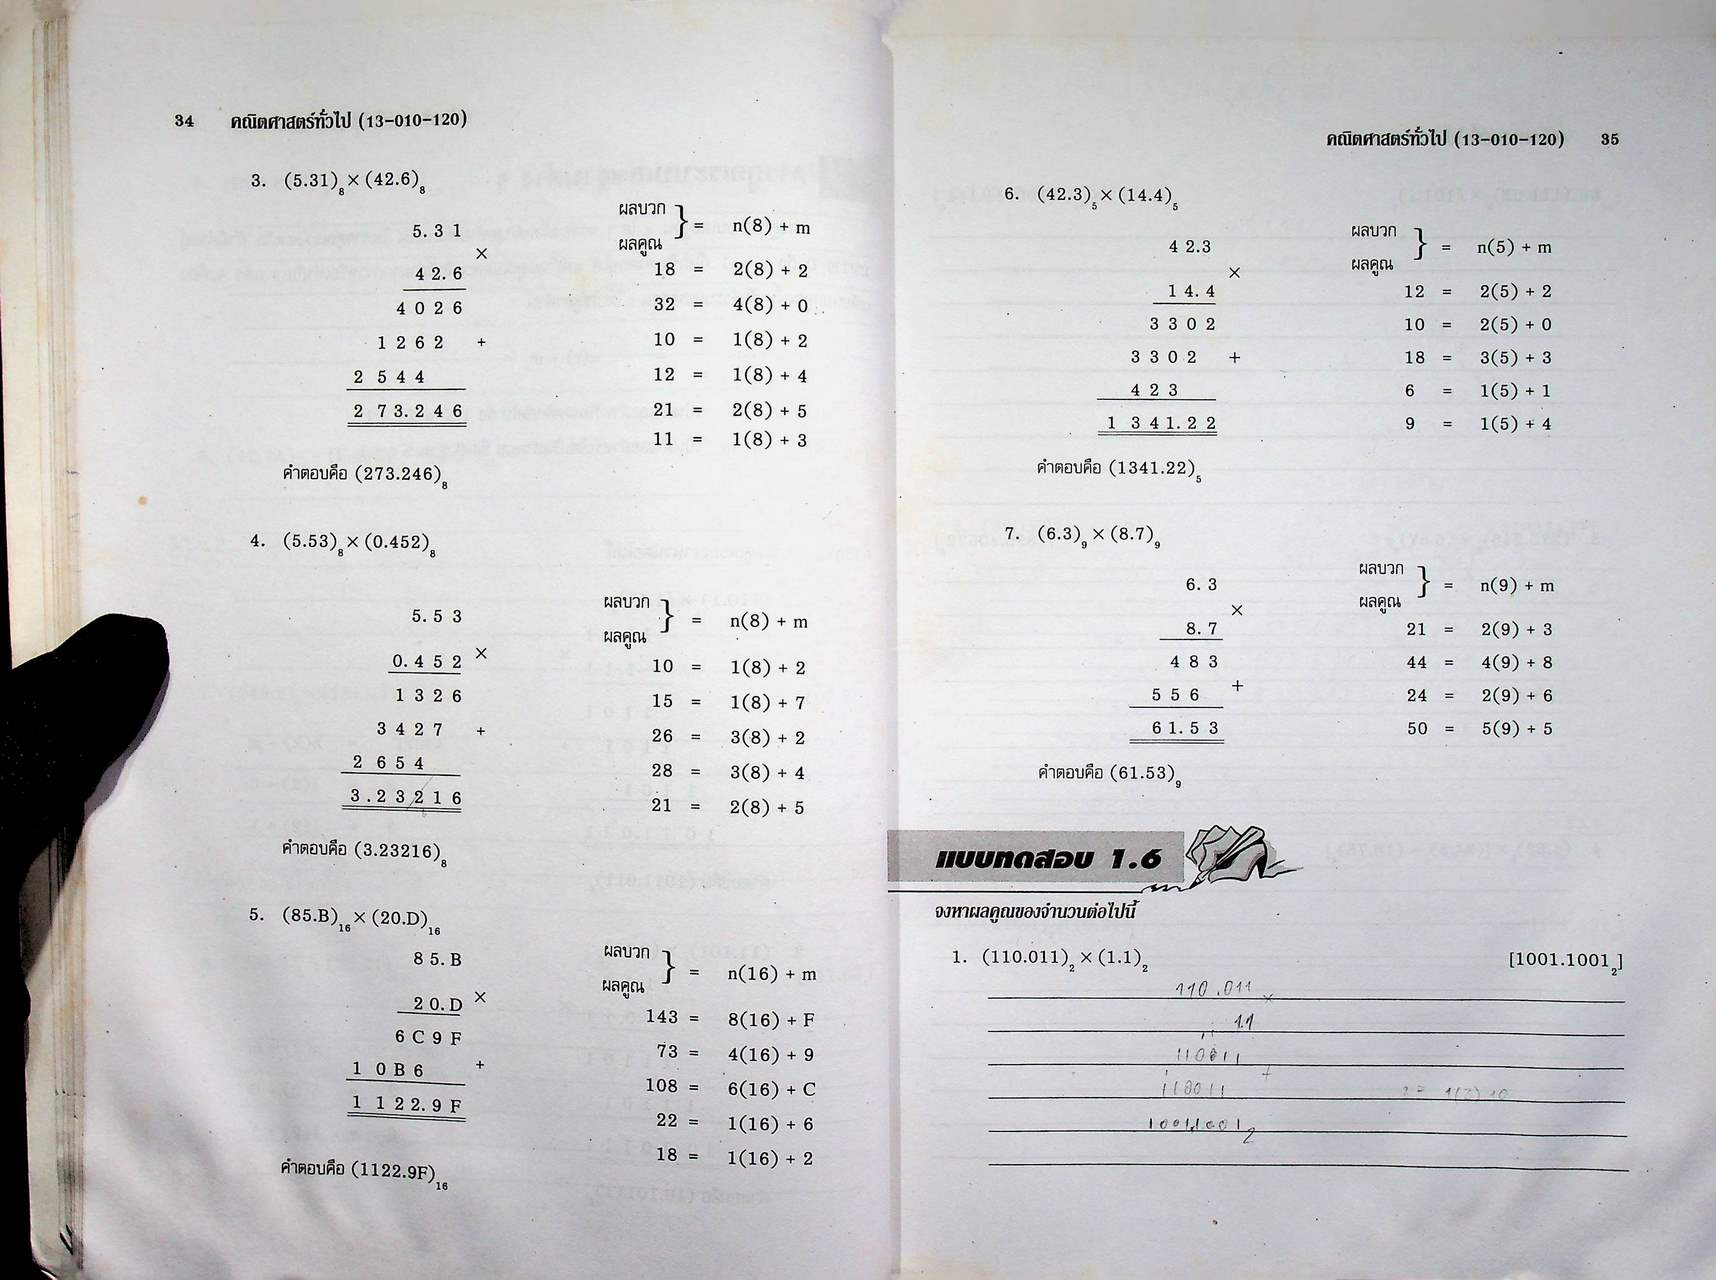 34 คณิตศาสตร์ทั่วไป (13-010-120)
3. (5.31)₈ × (42.6)₈
5.31
×
42.6
4026
1262 +
2544
273.246
ผลบวก
ผลคูณ } = n(8) + m
18 = 2(8) + 2
32 = 4(8) + 0
10 = 1(8) + 2
12 = 1(8) + 4
21 = 2(8) + 5
11 = 1(8) + 3
คำตอบคือ (273.246)₈
4. (5.53)₈ × (0.452)₈
5.53
0.452 ×
1326
3427 +
2654
3.23216
ผลบวก
ผลคูณ } = n(8) + m
10 = 1(8) + 2
15 = 1(8) + 7
26 = 3(8) + 2
28 = 3(8) + 4
21 = 2(8) + 5
คำตอบคือ (3.23216)₈
5. (85.B)₁₆ × (20.D)₁₆
85.B
20.D ×
6C9F
10B6 +
1122.9F
ผลบวก
ผลคูณ } = n(16) + m
143 = 8(16) + F
73 = 4(16) + 9
108 = 6(16) + C
22 = 1(16) + 6
18 = 1(16) + 2
คำตอบคือ (1122.9F)₁₆
คณิตศาสตร์ทั่วไป (13-010-120) 35
6. (42.3)₅ × (14.4)₅
42.3
×
14.4
3302
3302 +
423
1341.22
ผลบวก
ผลคูณ } = n(5) + m
12 = 2(5) + 2
10 = 2(5) + 0
18 = 3(5) + 3
6 = 1(5) + 1
9 = 1(5) + 4
คำตอบคือ (1341.22)₅
7. (6.3)₉ × (8.7)₉
6.3
×
8.7
483
556 +
61.53
ผลบวก
ผลคูณ } = n(9) + m
21 = 2(9) + 3
44 = 4(9) + 8
24 = 2(9) + 6
50 = 5(9) + 5
คำตอบคือ (61.53)₉
แบบทดสอบ 1.6
จงหาผลคูณของจำนวนต่อไปนี้
1. (110.011)₂ × (1.1)₂ [1001.1001₂]
110.011 ×
1.1
110011
+
110011
1001.1001₂